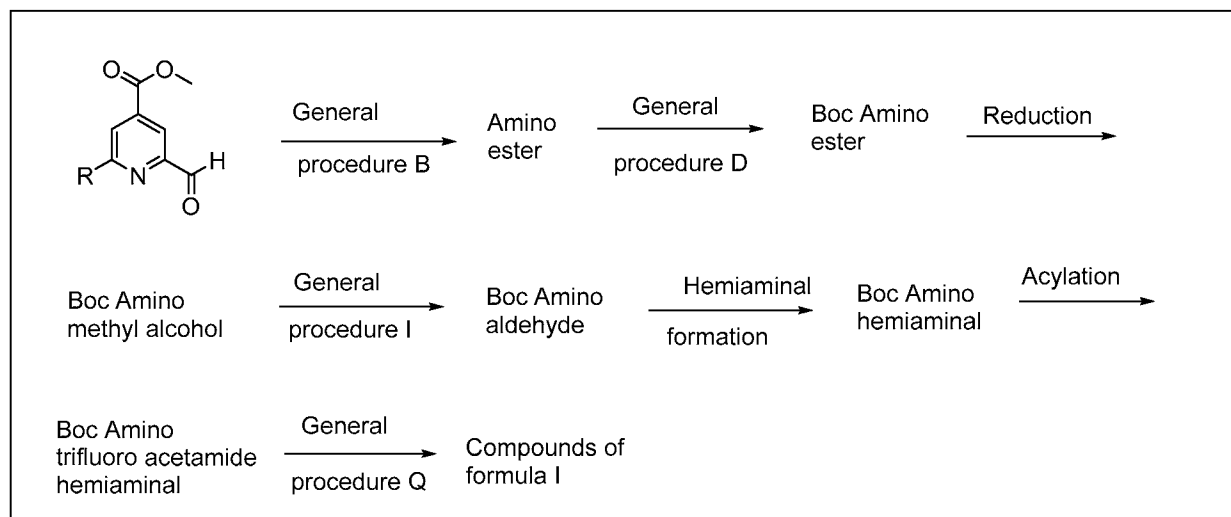 O
O
R
N
H
O
General
procedure B
Amino
ester
General
procedure D
Boc Amino
ester
Reduction
Boc Amino
methyl alcohol
General
procedure I
Boc Amino
aldehyde
Hemiaminal
formation
Boc Amino
hemiaminal
Acylation
Boc Amino
trifluoro acetamide
hemiaminal
General
procedure Q
Compounds of
formula I